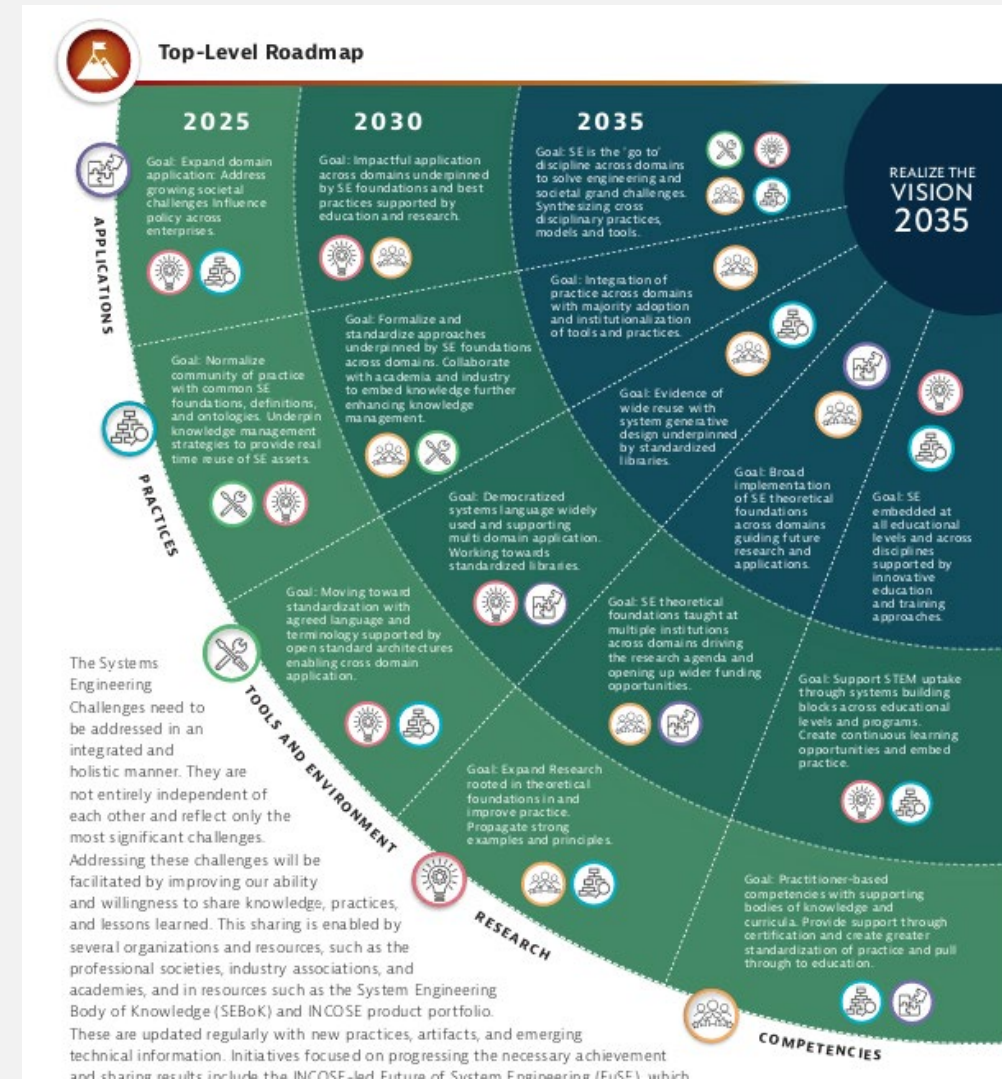 Top-Level Roadmap
2025
2030
2035
REALIZE THE
VISION
2035
Goal: Expand domain
application: Address
growing societal
challenges Influence
policy across
enterprises.
Goal: Impactful application
across domains underpinned
by SE foundations and best
practices supported by
education and research.
Goal: SE is the 'go to'
discipline across domains
to solve engineering and
societal grand challenges.
Synthesizing cross
disciplinary practices,
models and tools.
APPLICATIONS
Goal: Normalize
community of practice
with common SE
foundations, definitions,
and ontologies. Underpin
knowledge management
strategies to provide real
time reuse of SE assets.
Goal: Formalize and
standardize approaches
underpinned by SE foundations
across domains. Collaborate
with academia and industry
to embed knowledge further
enhancing knowledge
management.
Goal: Integration of
practice across domains
with majority adoption
and institutionalization
of tools and practices.
PRACTICES
Goal: Moving toward
standardization with
agreed language and
terminology supported by
open standard architectures
enabling cross domain
application.
Goal: Democratized
systems language widely
used and supporting
multi domain application.
Working towards
standardized libraries.
Goal: Evidence of
wide reuse with
system generative
design underpinned
by standardized
libraries.
TOOLS AND ENVIRONMENT
Goal: Expand Research
rooted in theoretical
foundations in and
improve practice.
Propagate strong
examples and principles.
Goal: SE theoretical
foundations taught at
multiple institutions
across domains driving
the research agenda and
opening up wider funding
opportunities.
Goal: Broad
implementation
of SE theoretical
foundations
across domains
guiding future
research and
applications.
RESEARCH
Goal: Practitioner-based
competencies with supporting
bodies of knowledge and
curricula. Provide support through
certification and create greater
standardization of practice and pull
through to education.
Goal: Support STEM uptake
through systems building
blocks across educational
levels and programs.
Create continuous learning
opportunities and embed
practice.
Goal: SE
embedded at
all educational
levels and across
disciplines
supported by
innovative
education
and training
approaches.
COMPETENCIES
The Systems
Engineering
Challenges need to
be addressed in an
integrated and
holistic manner. They are
not entirely independent of
each other and reflect only the
most significant challenges.
Addressing these challenges will be
facilitated by improving our ability
and willingness to share knowledge, practices,
and lessons learned. This sharing is enabled by
several organizations and resources, such as the
professional societies, industry associations, and
academies, and in resources such as the System Engineering
Body of Knowledge (SEBoK) and INCOSE product portfolio.
These are updated regularly with new practices, artifacts, and emerging
technical information. Initiatives focused on progressing the necessary achievement
and sharing results include the INCOSE-led Future of System Engineering (FuSE), which